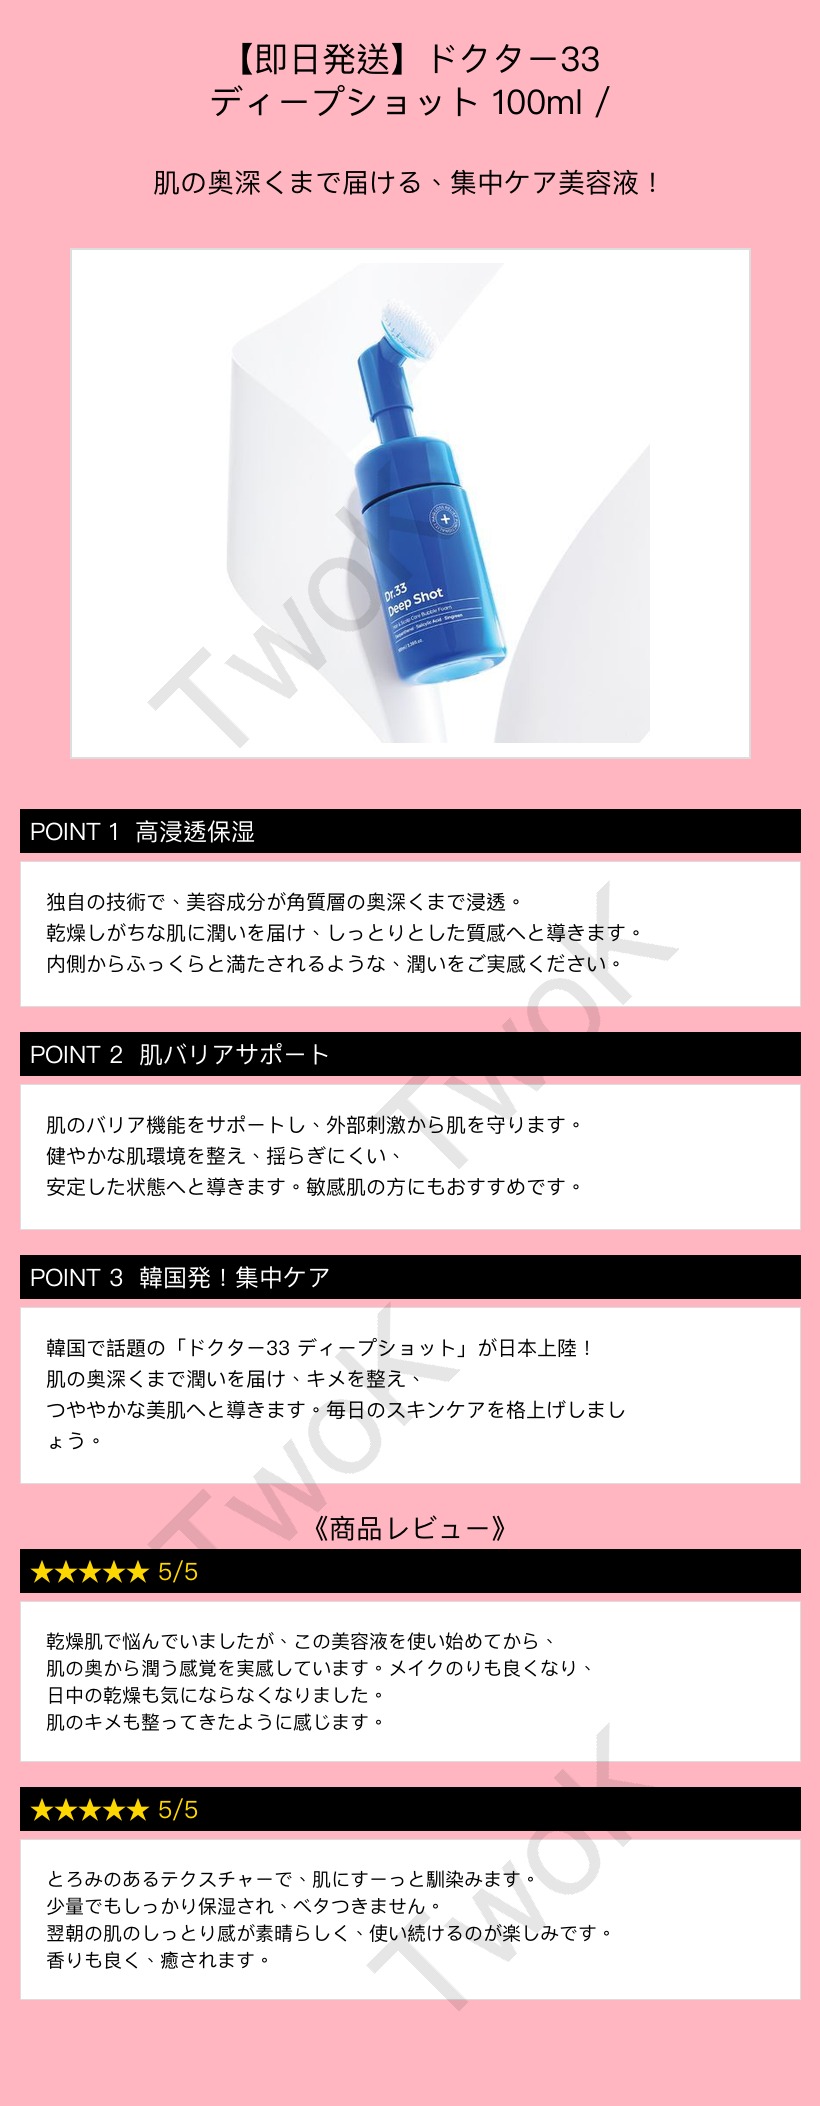 【即日発送】ドクター33
ディープショット 100ml /
肌の奥深くまで届ける、集中ケア美容液！
Dr.33
Deep Shot
Hair & Scalp Care Bubble Foam
Salicylic Acid
TwoK
POINT 1 高浸透保湿
独自の技術で、美容成分が角質層の奥深くまで浸透。
乾燥しがちな肌に潤いを届け、しっとりとした質感へと導きます。
内側からふっくらと満たされるような、潤いをご実感ください。
TwoK
POINT 2 肌バリアサポート
肌のバリア機能をサポートし、外部刺激から肌を守ります。
健やかな肌環境を整え、揺らぎにくい、
安定した状態へと導きます。敏感肌の方にもおすすめです。
POINT 3 韓国発！集中ケア
韓国で話題の「ドクター33 ディープショット」が日本上陸！
肌の奥深くまで潤いを届け、キメを整え、
つややかな美肌へと導きます。毎日のスキンケアを格上げしまし
ょう。
TwoK
《商品レビュー》
★★★★★ 5/5
乾燥肌で悩んでいましたが、この美容液を使い始めてから、
肌の奥から潤う感覚を実感しています。メイクのりも良くなり、
日中の乾燥も気にならなくなりました。
肌のキメも整ってきたように感じます。
★★★★★ 5/5
とろみのあるテクスチャーで、肌にすーっと馴染みます。
少量でもしっかり保湿され、ベタつきません。
翌朝の肌のしっとり感が素晴らしく、使い続けるのが楽しみです。
香りも良く、癒されます。
TwoK